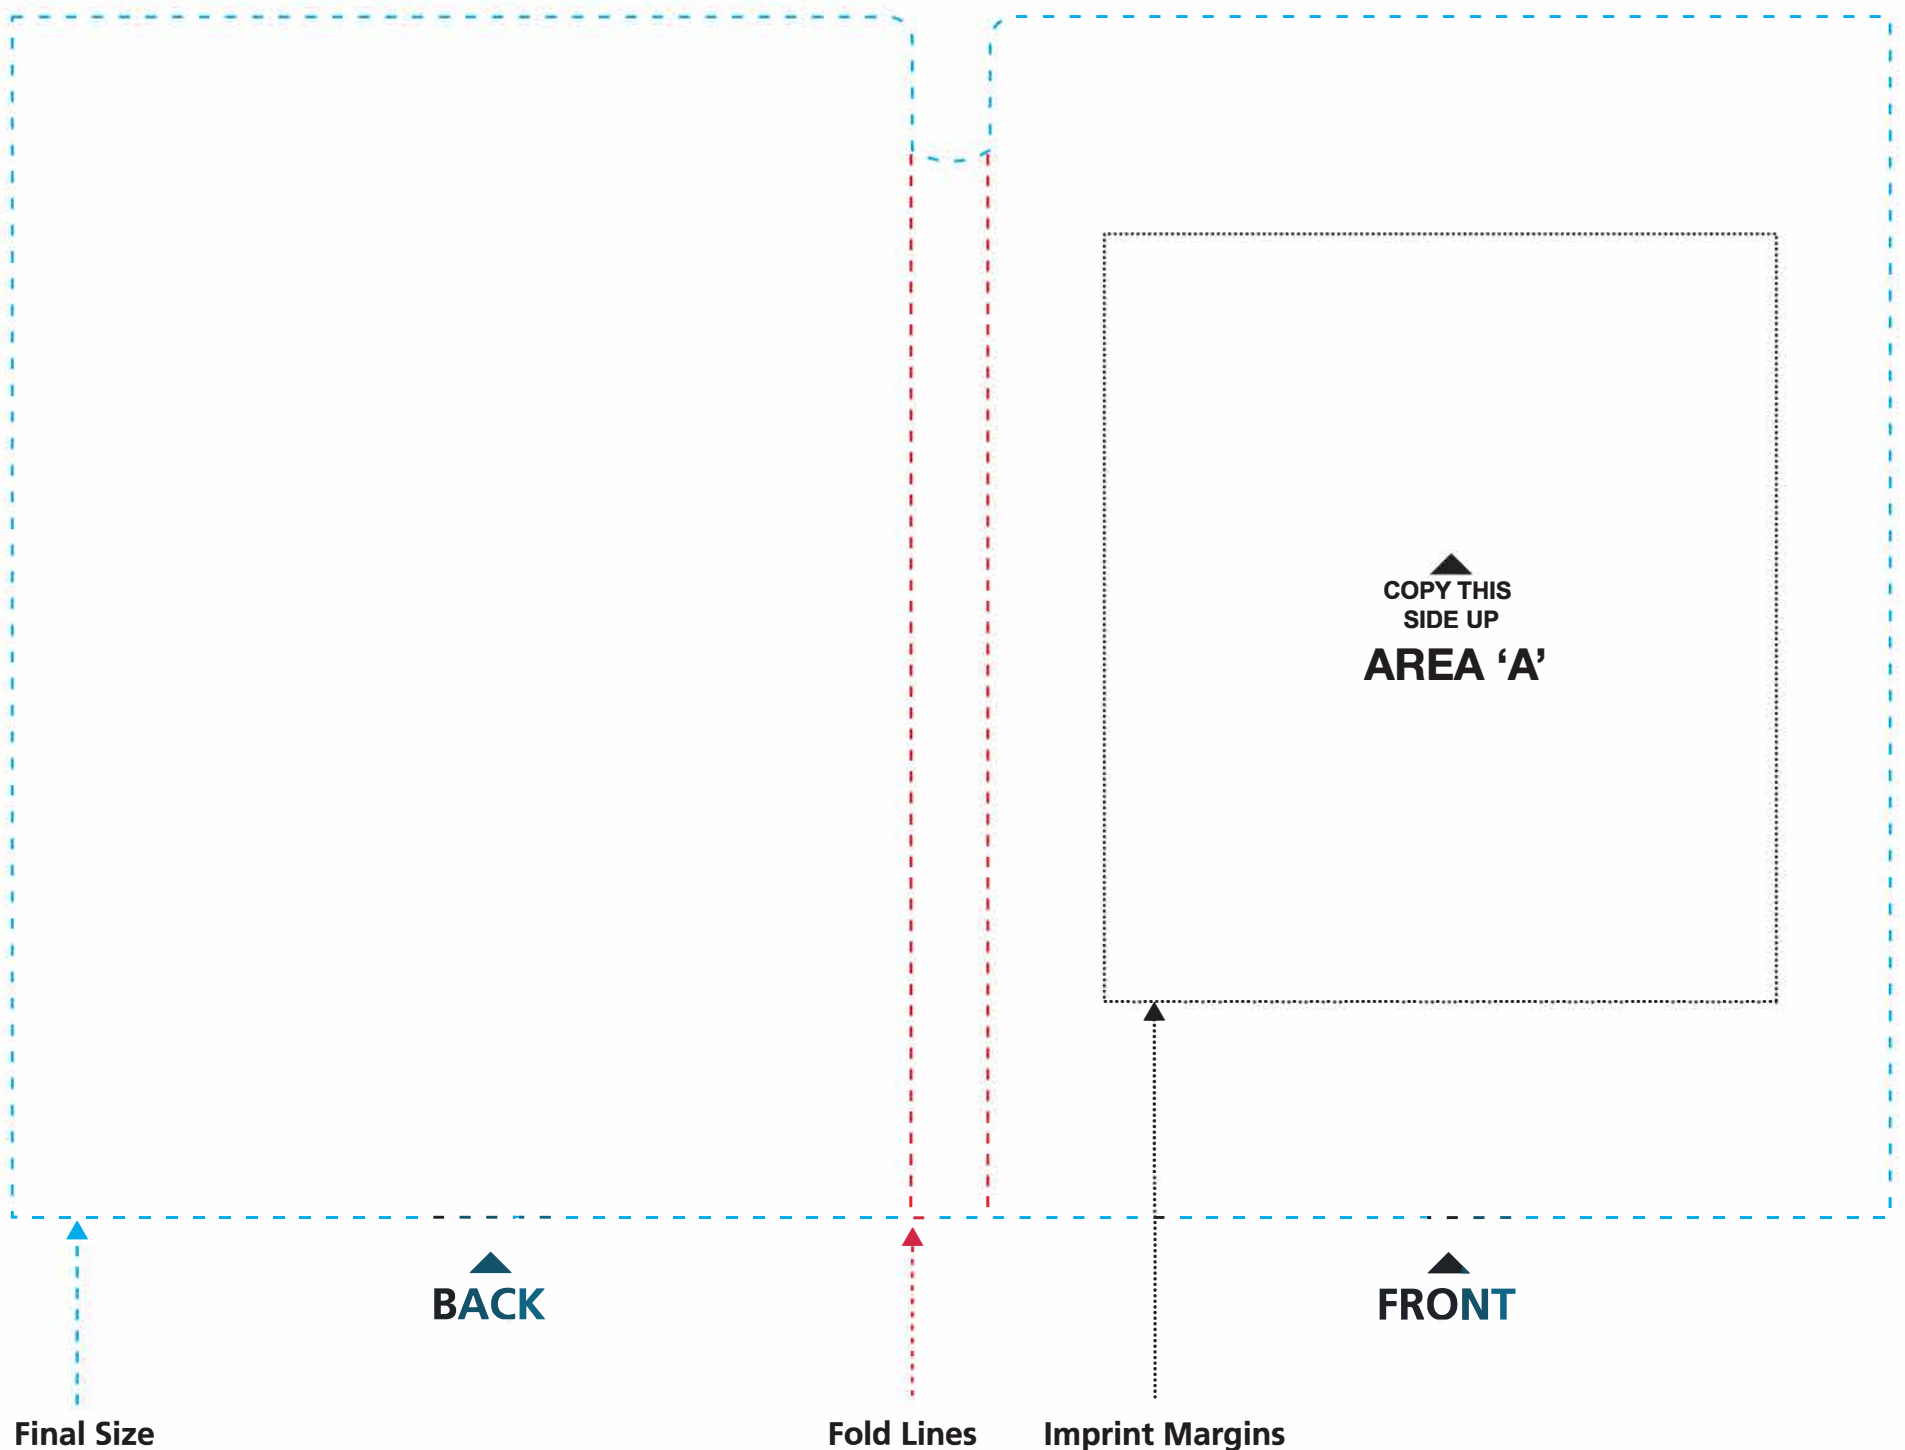 COPY THIS
SIDE UP
AREA ‘A’
BACK
FRONT
Final Size
Fold Lines
Imprint Margins